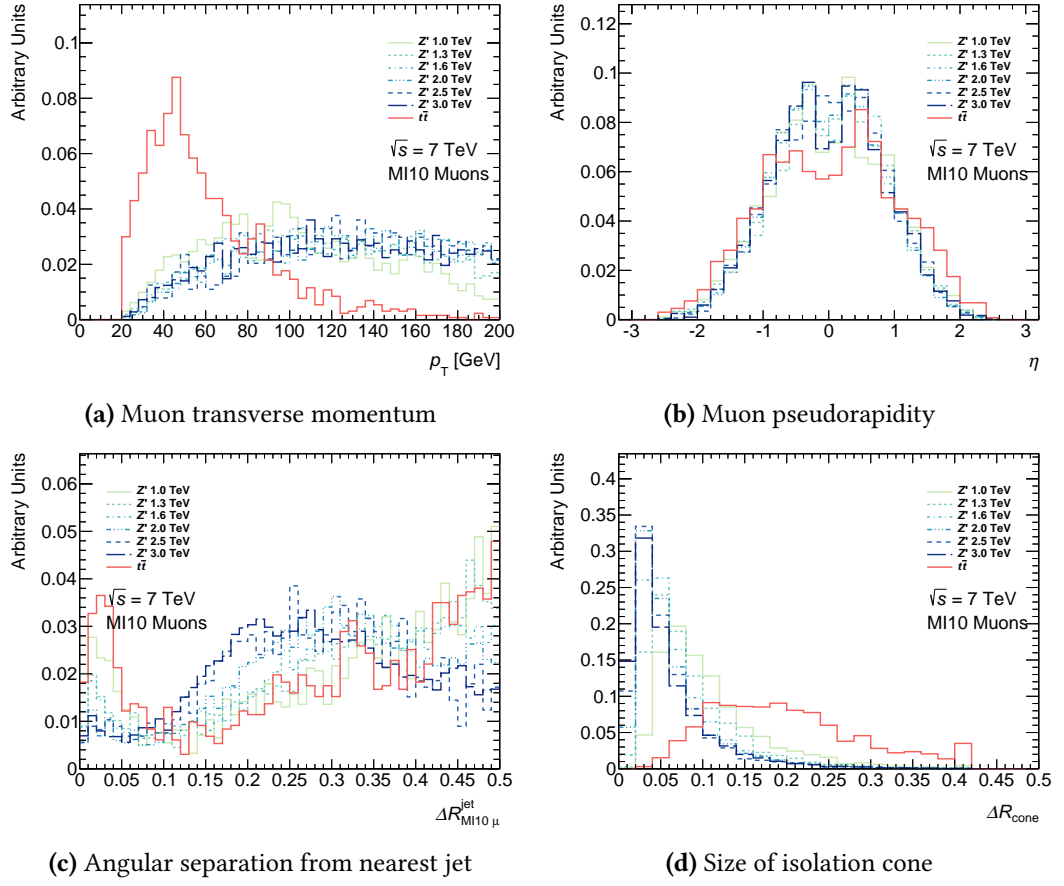 Arbitrary Units
0.1
0.08
0.06
0.04
0.02
0
Z' 1.0 TeV
Z' 1.3 TeV
Z' 1.6 TeV
Z' 2.0 TeV
Z' 2.5 TeV
Z' 3.0 TeV
tt̄
√s = 7 TeV
MI10 Muons
0 20 40 60 80 100 120 140 160 180 200
p_T [GeV]
(a) Muon transverse momentum
Arbitrary Units
0.12
0.1
0.08
0.06
0.04
0.02
0
Z' 1.0 TeV
Z' 1.3 TeV
Z' 1.6 TeV
Z' 2.0 TeV
Z' 2.5 TeV
Z' 3.0 TeV
tt̄
√s = 7 TeV
MI10 Muons
-3 -2 -1 0 1 2 3
η
(b) Muon pseudorapidity
Arbitrary Units
0.06
0.05
0.04
0.03
0.02
0.01
0
Z' 1.0 TeV
Z' 1.3 TeV
Z' 1.6 TeV
Z' 2.0 TeV
Z' 2.5 TeV
Z' 3.0 TeV
tt̄
√s = 7 TeV
MI10 Muons
0 0.05 0.1 0.15 0.2 0.25 0.3 0.35 0.4 0.45 0.5
ΔR^jet_MI10 μ
(c) Angular separation from nearest jet
Arbitrary Units
0.4
0.35
0.3
0.25
0.2
0.15
0.1
0.05
0
Z' 1.0 TeV
Z' 1.3 TeV
Z' 1.6 TeV
Z' 2.0 TeV
Z' 2.5 TeV
Z' 3.0 TeV
tt̄
√s = 7 TeV
MI10 Muons
0 0.1 0.2 0.3 0.4 0.5
ΔR_cone
(d) Size of isolation cone